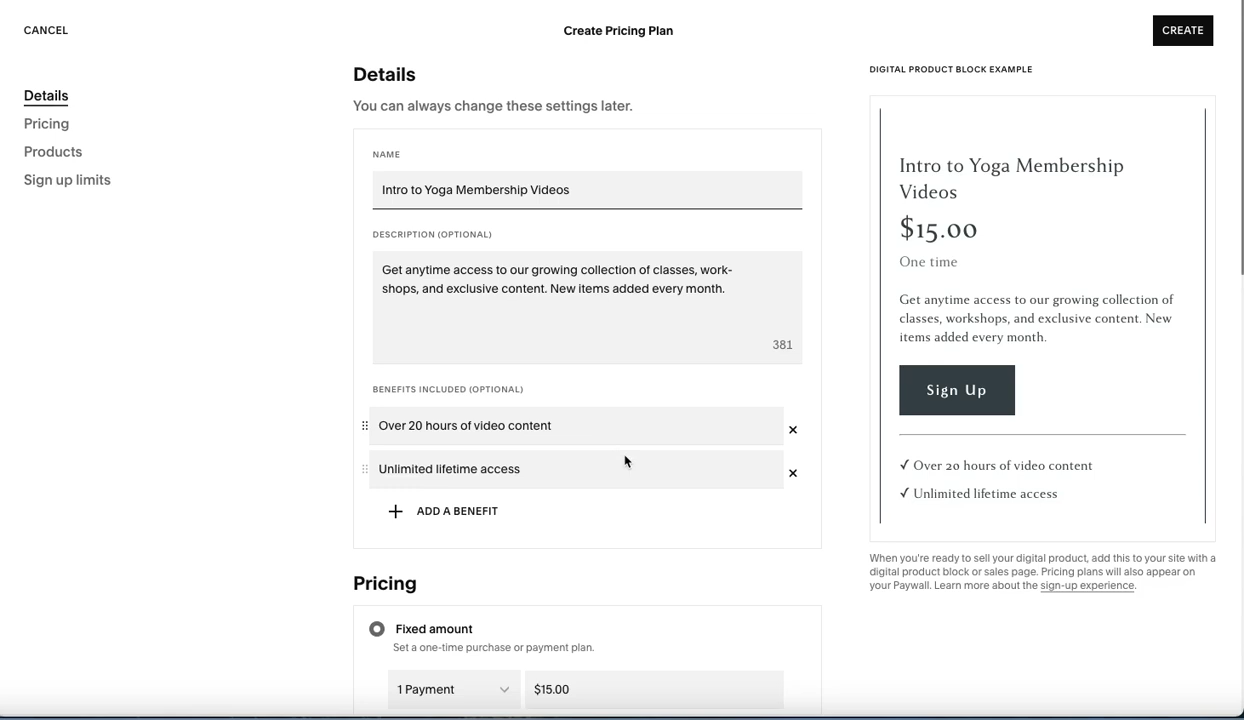 CANCEL
Create Pricing Plan
CREATE
Details
Pricing
Products
Sign up limits
Details
You can always change these settings later.
NAME
Intro to Yoga Membership Videos
DESCRIPTION (OPTIONAL)
Get anytime access to our growing collection of classes, work-
shops, and exclusive content. New items added every month.
381
BENEFITS INCLUDED (OPTIONAL)
Over 20 hours of video content
Unlimited lifetime access
ADD A BENEFIT
Pricing
Fixed amount
Set a one-time purchase or payment plan.
1 Payment
$15.00
DIGITAL PRODUCT BLOCK EXAMPLE
Intro to Yoga Membership
Videos
$15.00
One time
Get anytime access to our growing collection of
classes, workshops, and exclusive content. New
items added every month.
Sign Up
✓ Over 20 hours of video content
✓ Unlimited lifetime access
When you're ready to sell your digital product, add this to your site with a
digital product block or sales page. Pricing plans will also appear on
your Paywall. Learn more about the sign-up experience.